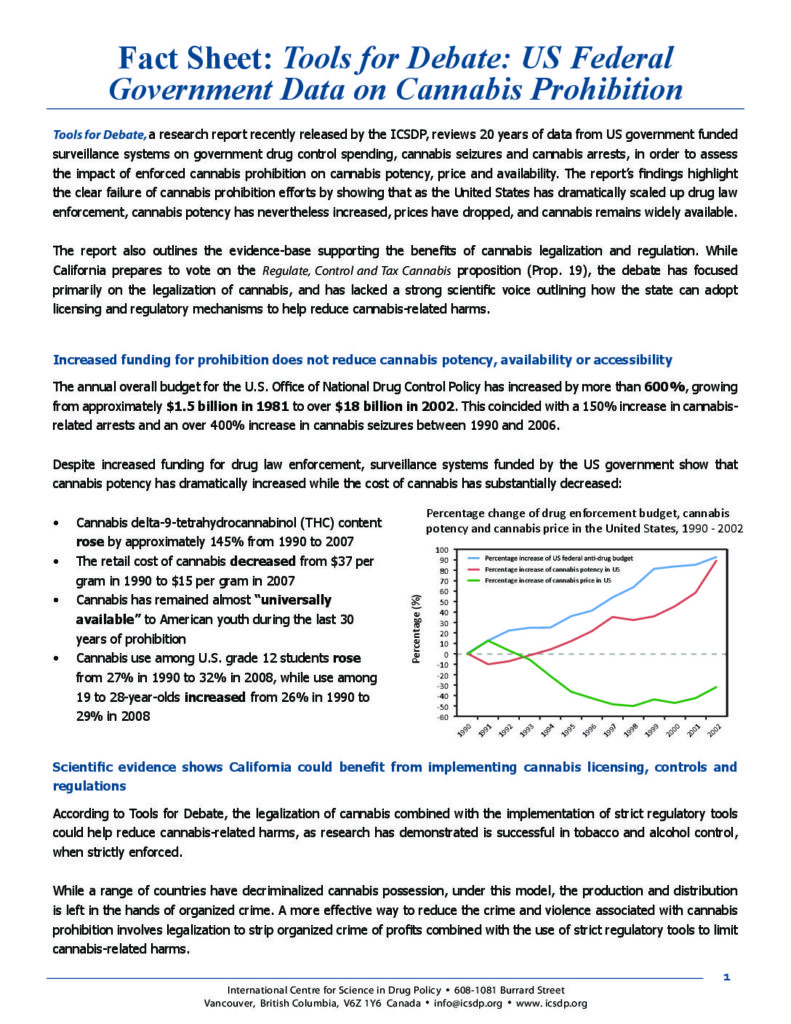 Fact Sheet: Tools for Debate: US Federal
Government Data on Cannabis Prohibition
Tools for Debate, a research report recently released by the ICSDP, reviews 20 years of data from US government funded
surveillance systems on government drug control spending, cannabis seizures and cannabis arrests, in order to assess
the impact of enforced cannabis prohibition on cannabis potency, price and availability. The report's findings highlight
the clear failure of cannabis prohibition efforts by showing that as the United States has dramatically scaled up drug law
enforcement, cannabis potency has nevertheless increased, prices have dropped, and cannabis remains widely available.
The report also outlines the evidence-base supporting the benefits of cannabis legalization and regulation. While
California prepares to vote on the Regulate, Control and Tax Cannabis proposition (Prop. 19), the debate has focused
primarily on the legalization of cannabis, and has lacked a strong scientific voice outlining how the state can adopt
licensing and regulatory mechanisms to help reduce cannabis-related harms.
Increased funding for prohibition does not reduce cannabis potency, availability or accessibility
The annual overall budget for the U.S. Office of National Drug Control Policy has increased by more than 600%, growing
from approximately $1.5 billion in 1981 to over $18 billion in 2002. This coincided with a 150% increase in cannabis-
related arrests and an over 400% increase in cannabis seizures between 1990 and 2006.
Despite increased funding for drug law enforcement, surveillance systems funded by the US government show that
cannabis potency has dramatically increased while the cost of cannabis has substantially decreased:
• Cannabis delta-9-tetrahydrocannabinol (THC) content
rose by approximately 145% from 1990 to 2007
• The retail cost of cannabis decreased from $37 per
gram in 1990 to $15 per gram in 2007
• Cannabis has remained almost "universally
available" to American youth during the last 30
years of prohibition
• Cannabis use among U.S. grade 12 students rose
from 27% in 1990 to 32% in 2008, while use among
19 to 28-year-olds increased from 26% in 1990 to
29% in 2008
Percentage change of drug enforcement budget, cannabis
potency and cannabis price in the United States, 1990 - 2002
Percentage increase of US federal anti-drug budget
Percentage increase of cannabis potency in US
Percentage increase of cannabis price in US
Percentage (%)
100
90
80
70
60
50
40
30
20
10
0
-10
-20
-30
-40
-50
-60
1990 1991 1992 1993 1994 1995 1996 1997 1998 1999 2000 2001 2002
Scientific evidence shows California could benefit from implementing cannabis licensing, controls and
regulations
According to Tools for Debate, the legalization of cannabis combined with the implementation of strict regulatory tools
could help reduce cannabis-related harms, as research has demonstrated is successful in tobacco and alcohol control,
when strictly enforced.
While a range of countries have decriminalized cannabis possession, under this model, the production and distribution
is left in the hands of organized crime. A more effective way to reduce the crime and violence associated with cannabis
prohibition involves legalization to strip organized crime of profits combined with the use of strict regulatory tools to limit
cannabis-related harms.
1
International Centre for Science in Drug Policy • 608-1081 Burrard Street
Vancouver, British Columbia, V6Z 1Y6 Canada • info@icsdp.org • www. icsdp.org